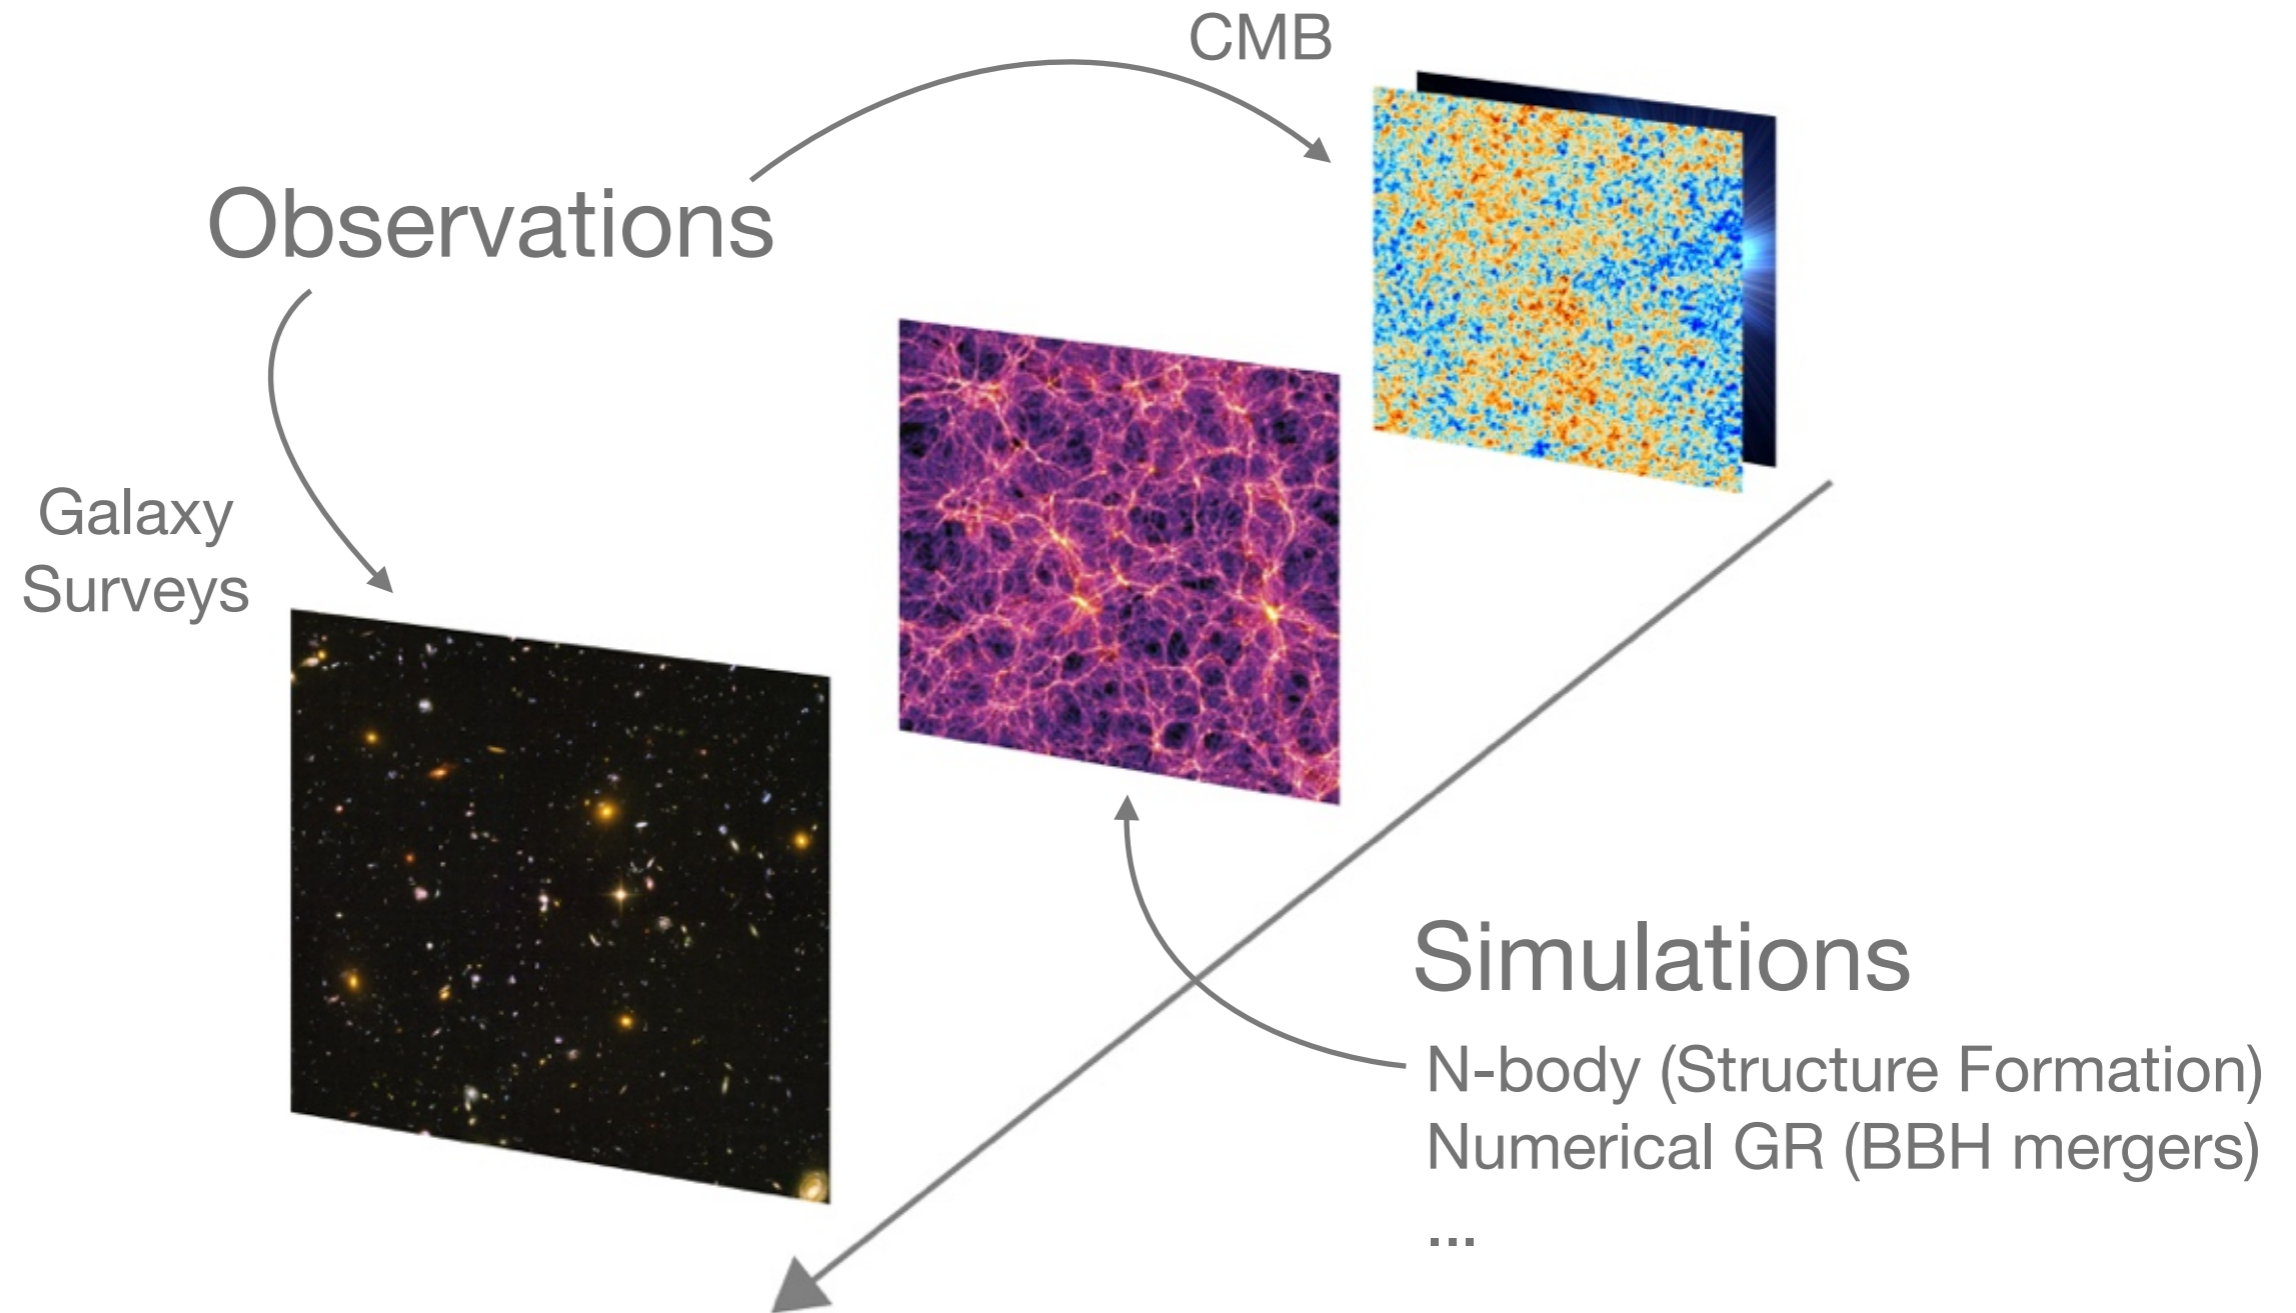 CMB
Observations
Galaxy
Surveys
Simulations
N-body (Structure Formation)
Numerical GR (BBH mergers)
...